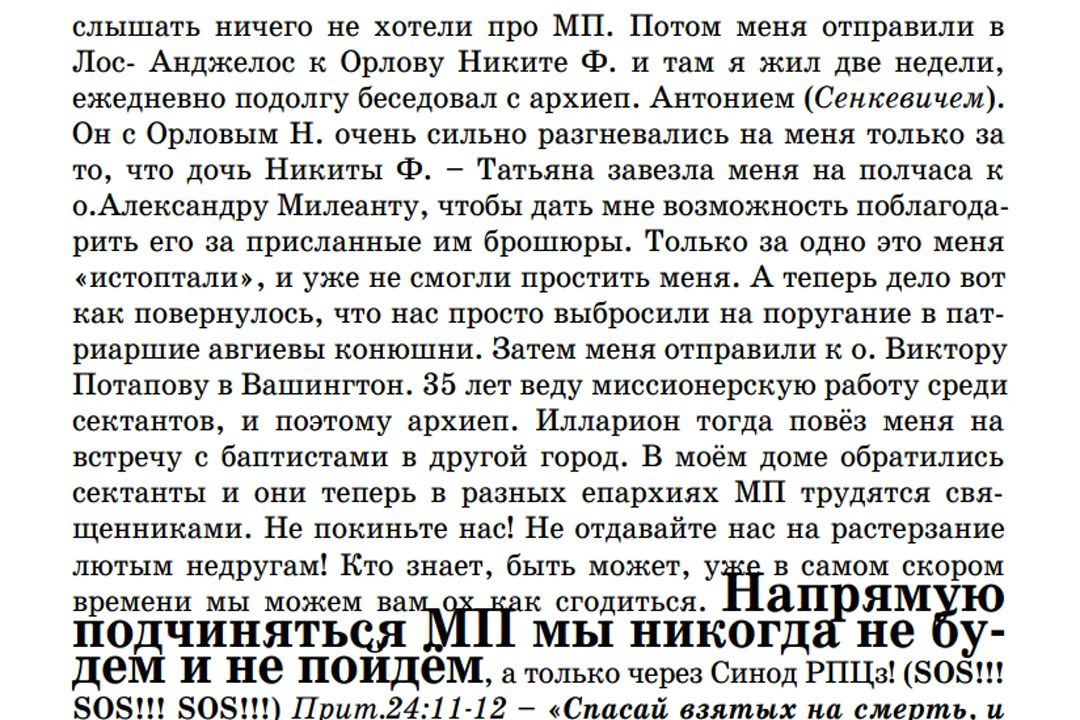 слышать ничего не хотели про МП. Потом меня отправили в
Лос- Анджелос к Орлову Никите Ф. и там я жил две недели,
ежедневно подолгу беседовал с архиеп. Антонием (Сенкевичем).
Он с Орловым Н. очень сильно разгневались на меня только за
то, что дочь Никиты Ф. – Татьяна завезла меня на полчаса к
о.Александру Милеанту, чтобы дать мне возможность поблагода-
рить его за присланные им брошюры. Только за одно это меня
«истоптали», и уже не смогли простить меня. А теперь дело вот
как повернулось, что нас просто выбросили на поругание в пат-
риаршие авгиевы конюшни. Затем меня отправили к о. Виктору
Потапову в Вашингтон. 35 лет веду миссионерскую работу среди
сектантов, и поэтому архиеп. Илларион тогда повёз меня на
встречу с баптистами в другой город. В моём доме обратились
сектанты и они теперь в разных епархиях МП трудятся свя-
щенниками. Не покиньте нас! Не отдавайте нас на растерзание
лютым недругам! Кто знает, быть может, уже в самом скором
времени мы можем вам ох как сгодиться. Напрямую
подчиняться МП мы никогда не бу-
дем и не пойдём, а только через Синод РПЦз! (SOS!!!
SOS!!! SOS!!!) Прит.24:11-12 – «Спасай взятых на смерть, и